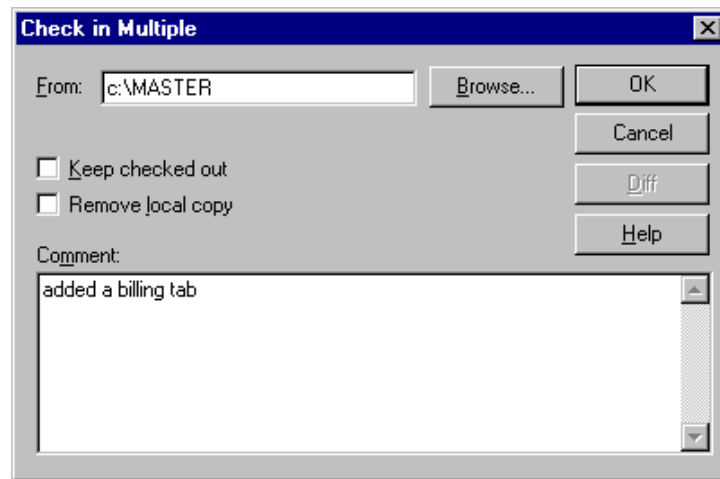 Check in Multiple
From: c:\MASTER Browse... OK
Cancel
Keep checked out
Diff
Remove local copy
Help
Comment:
added a billing tab